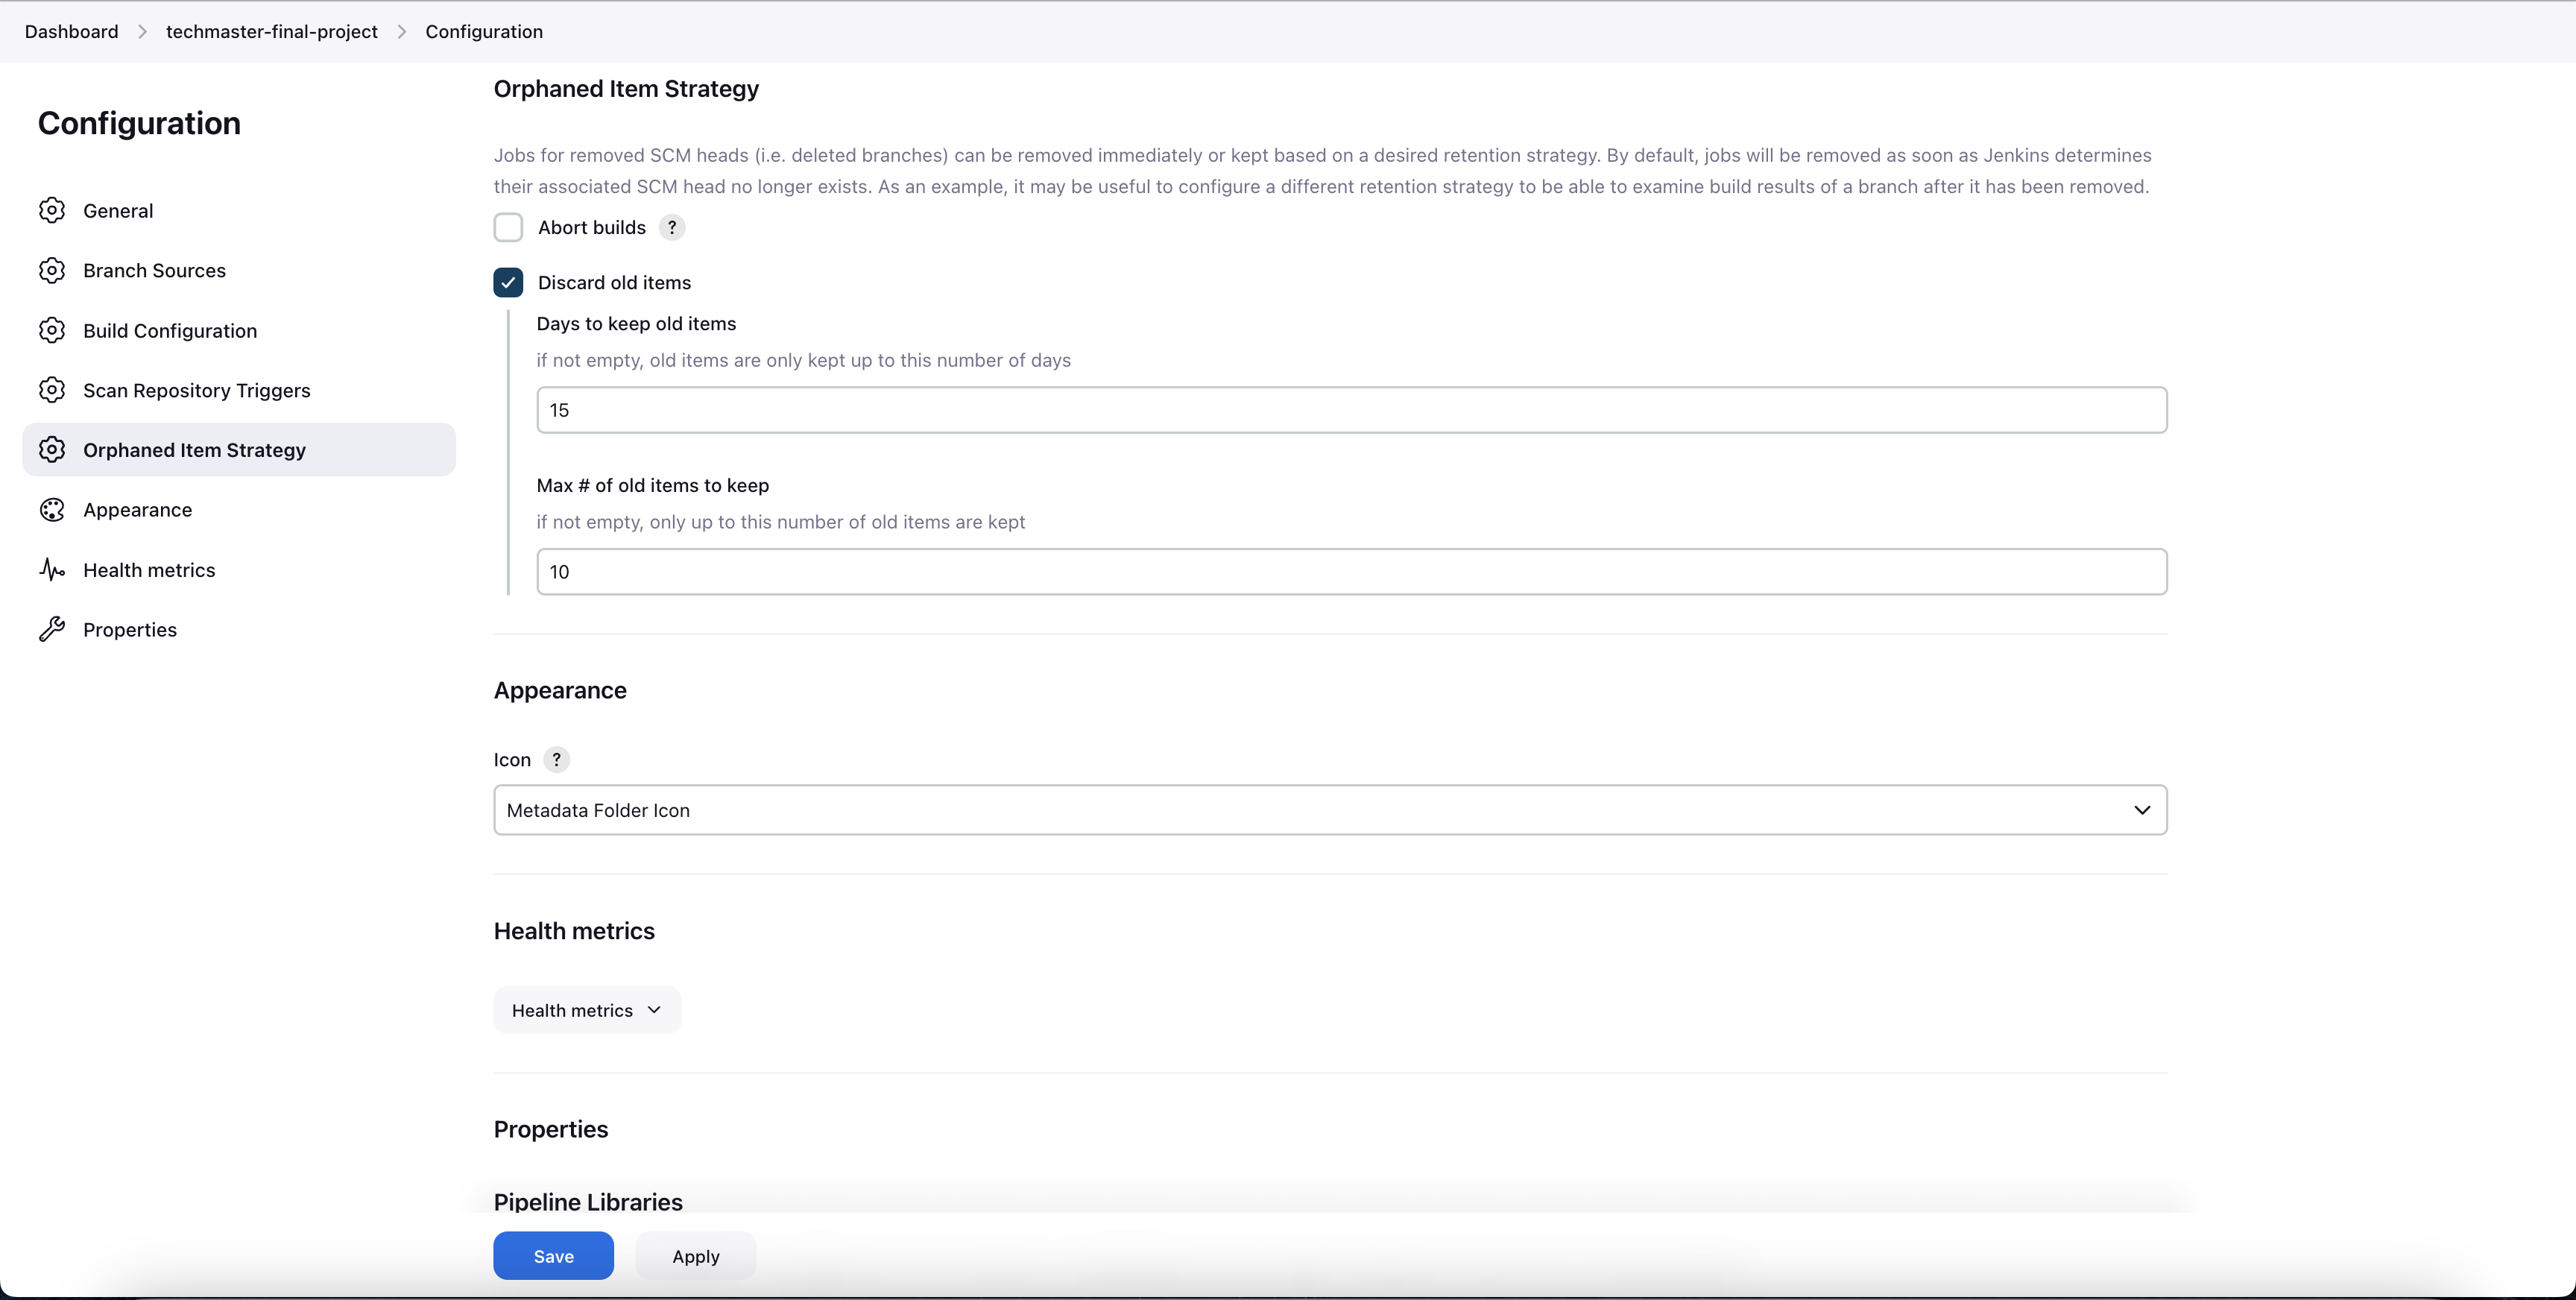 Dashboard > techmaster-final-project > Configuration
Configuration
General
Branch Sources
Build Configuration
Scan Repository Triggers
Orphaned Item Strategy
Appearance
Health metrics
Properties
Orphaned Item Strategy
Jobs for removed SCM heads (i.e. deleted branches) can be removed immediately or kept based on a desired retention strategy. By default, jobs will be removed as soon as Jenkins determines
their associated SCM head no longer exists. As an example, it may be useful to configure a different retention strategy to be able to examine build results of a branch after it has been removed.
Abort builds ?
Discard old items
Days to keep old items
if not empty, old items are only kept up to this number of days
15
Max # of old items to keep
if not empty, only up to this number of old items are kept
10
Appearance
Icon ?
Metadata Folder Icon
Health metrics
Health metrics
Properties
Pipeline Libraries
Save Apply